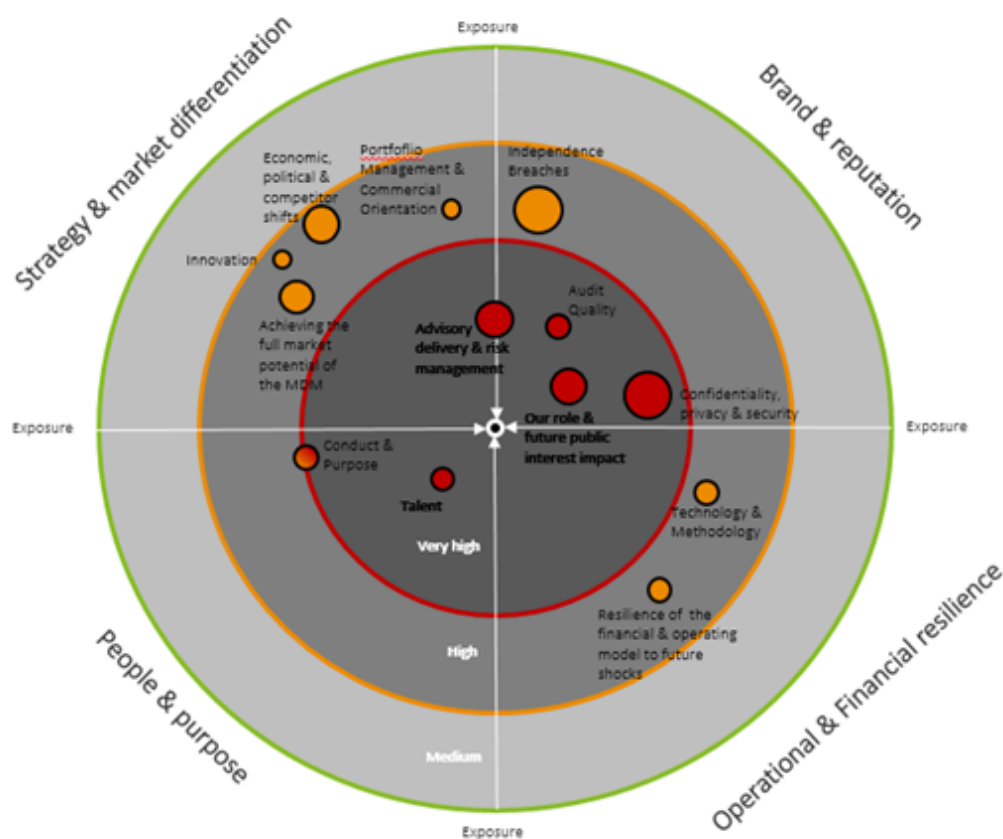 Exposure
Strategy & market differentiation
Brand & reputation
Economic,
political &
competitor
shifts
Portfoflio
Management &
Commercial
Orientation
Independence
Breaches
Innovation
Achieving the
full market
potential of
the MDM
Advisory
delivery & risk
management
Audit
Quality
Confidentiality,
privacy & security
Our role &
future public
interest impact
Exposure
Exposure
Conduct &
Purpose
Talent
Very high
Technology &
Methodology
Resilience of the
financial & operating
model to future
shocks
High
Medium
People & purpose
Operational & Financial resilience
Exposure